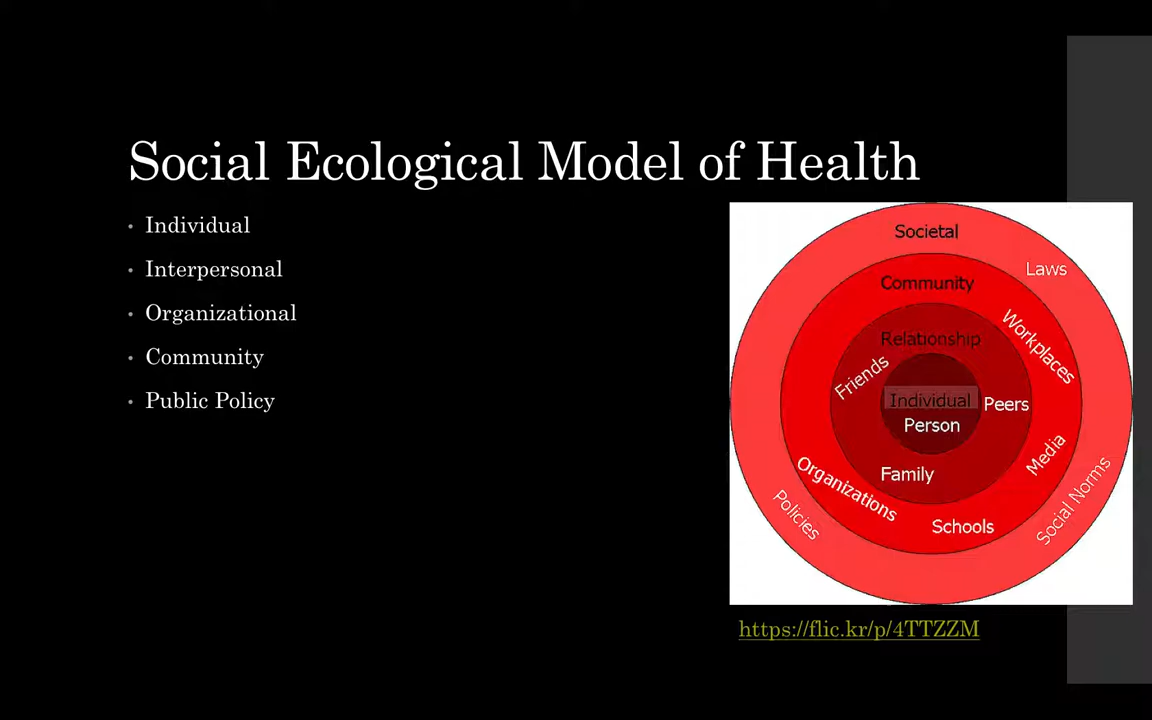 Social Ecological Model of Health
• Individual
• Interpersonal
• Organizational
• Community
• Public Policy
Societal
Laws
Community
Workplaces
Relationship
Friends
Individual
Peers
Person
Media
Family
Organizations
Social Norms
Policies
Schools
https://flic.kr/p/4TTZZM